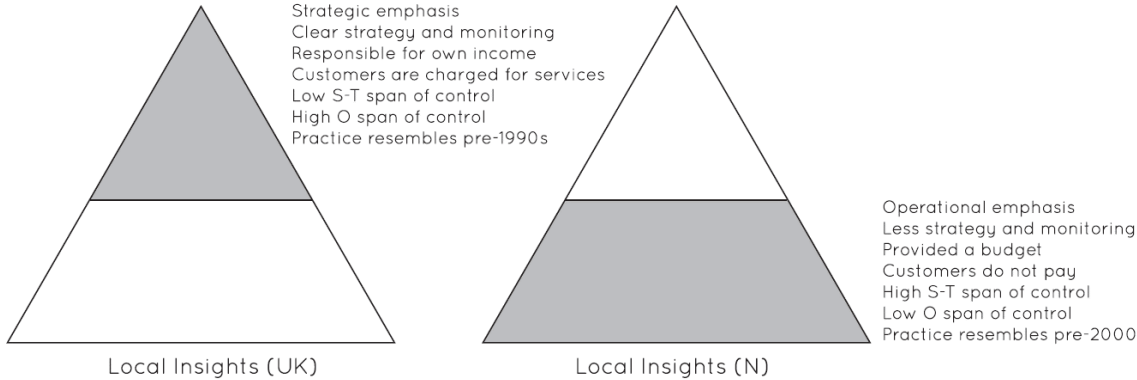 Strategic emphasis
Clear strategy and monitoring
Responsible for own income
Customers are charged for services
Low S-T span of control
High O span of control
Practice resembles pre-1990s
Operational emphasis
Less strategy and monitoring
Provided a budget
Customers do not pay
High S-T span of control
Low O span of control
Practice resembles pre-2000
Local Insights (UK)
Local Insights (N)